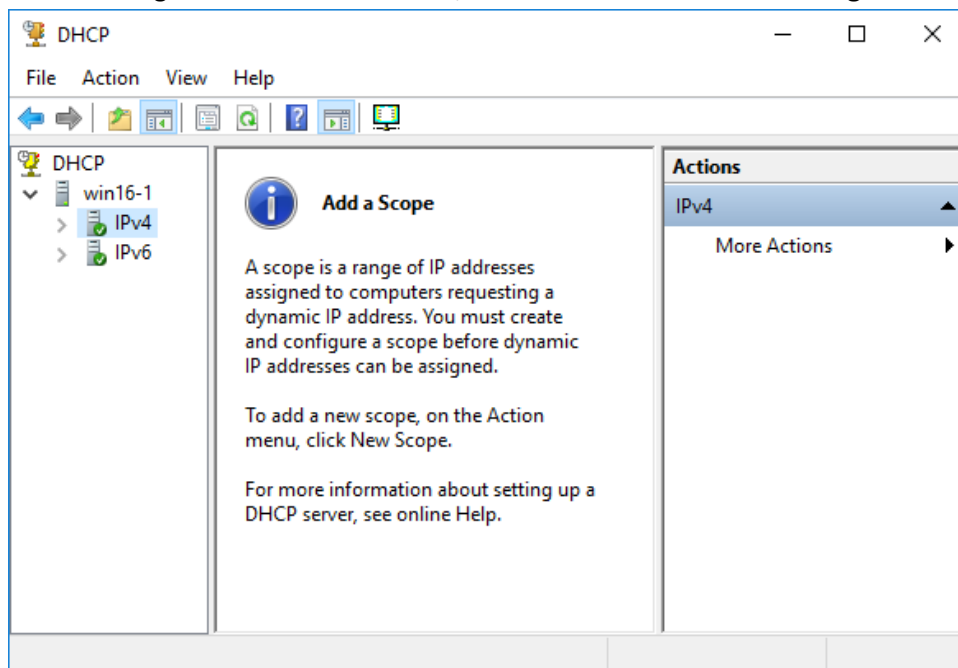 DHCP
File Action View Help
DHCP
win16-1
IPv4
IPv6
Add a Scope
A scope is a range of IP addresses
assigned to computers requesting a
dynamic IP address. You must create
and configure a scope before dynamic
IP addresses can be assigned.
To add a new scope, on the Action
menu, click New Scope.
For more information about setting up a
DHCP server, see online Help.
Actions
IPv4
More Actions